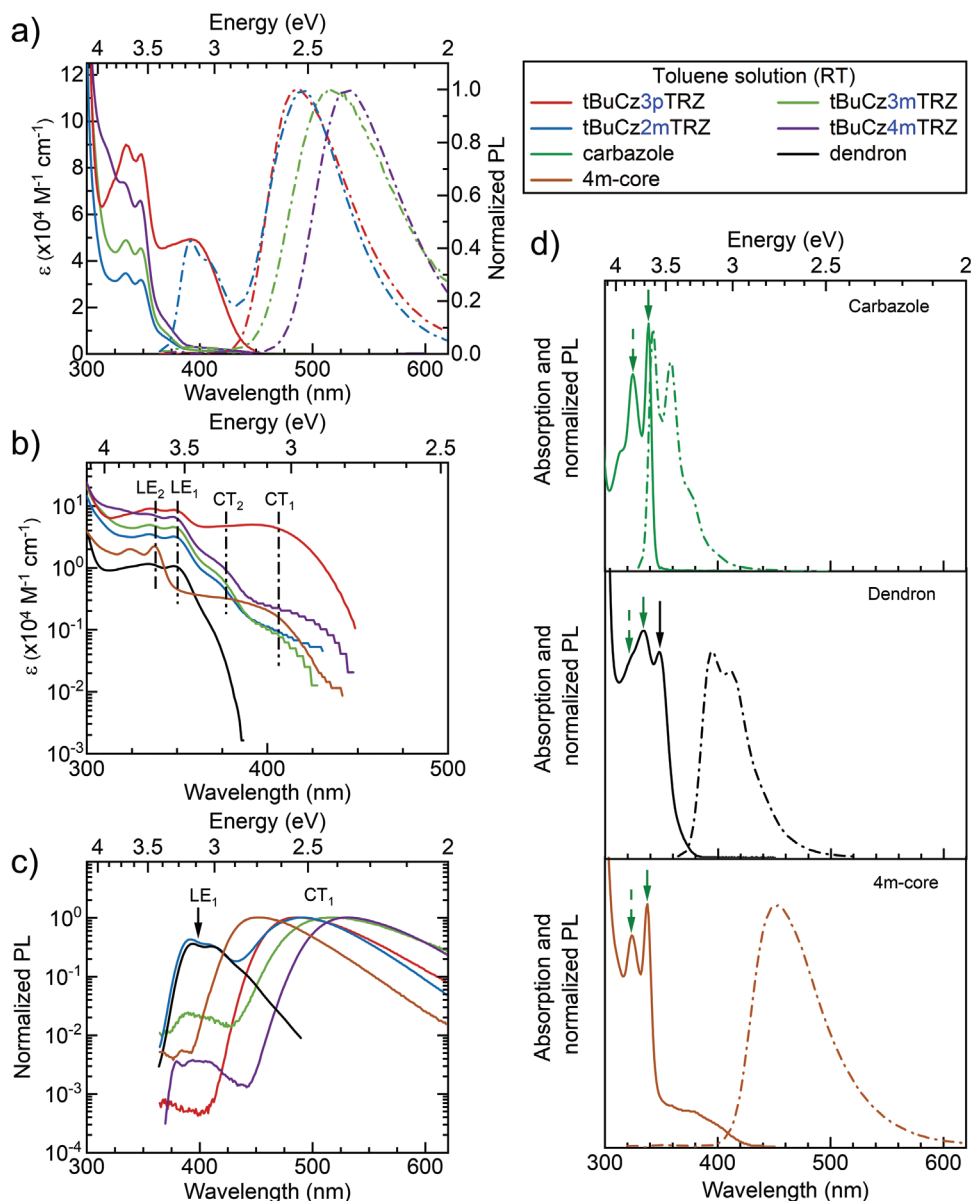 a)
Energy (eV)
4 3.5 3 2.5 2
12
10
8
6
4
2
0
ε (x10⁴ M⁻¹ cm⁻¹)
1.0
0.8
0.6
0.4
0.2
0.0
Normalized PL
300 400 500 600
Wavelength (nm)
Toluene solution (RT)
tBuCz3pTRZ tBuCz3mTRZ
tBuCz2mTRZ tBuCz4mTRZ
carbazole dendron
4m-core
b)
Energy (eV)
4 3.5 3 2.5
LE₂ LE₁ CT₂ CT₁
10¹
10⁰
10⁻¹
10⁻²
10⁻³
ε (x10⁴ M⁻¹ cm⁻¹)
300 400 500
Wavelength (nm)
c)
Energy (eV)
4 3.5 3 2.5 2
LE₁ CT₁
10⁰
10⁻¹
10⁻²
10⁻³
10⁻⁴
Normalized PL
300 400 500 600
Wavelength (nm)
d)
Energy (eV)
4 3.5 3 2.5 2
Carbazole
Absorption and
normalized PL
Dendron
Absorption and
normalized PL
4m-core
Absorption and
normalized PL
300 400 500 600
Wavelength (nm)